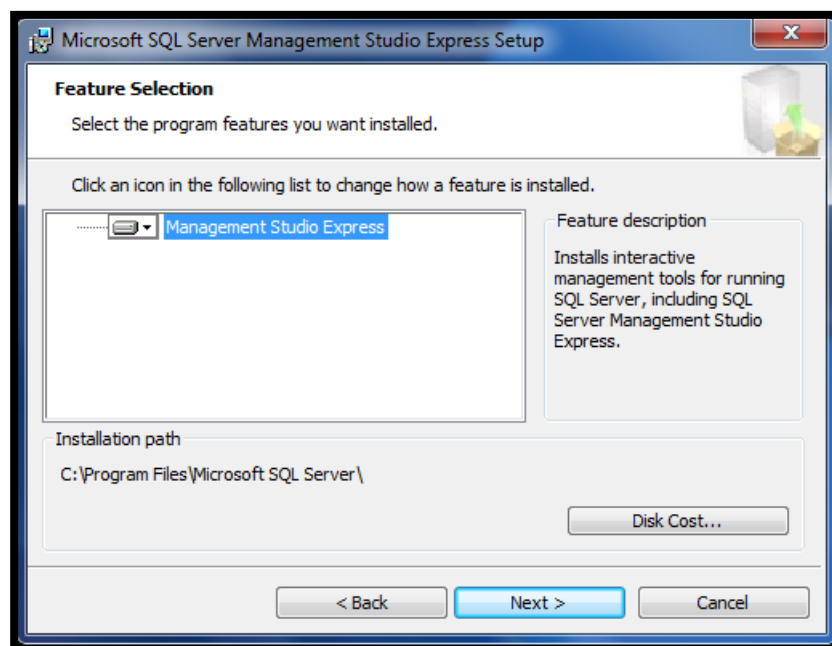 Microsoft SQL Server Management Studio Express Setup
Feature Selection
Select the program features you want installed.
Click an icon in the following list to change how a feature is installed.
Management Studio Express
Feature description
Installs interactive
management tools for running
SQL Server, including SQL
Server Management Studio
Express.
Installation path
C:\Program Files\Microsoft SQL Server\
Disk Cost...
< Back
Next >
Cancel